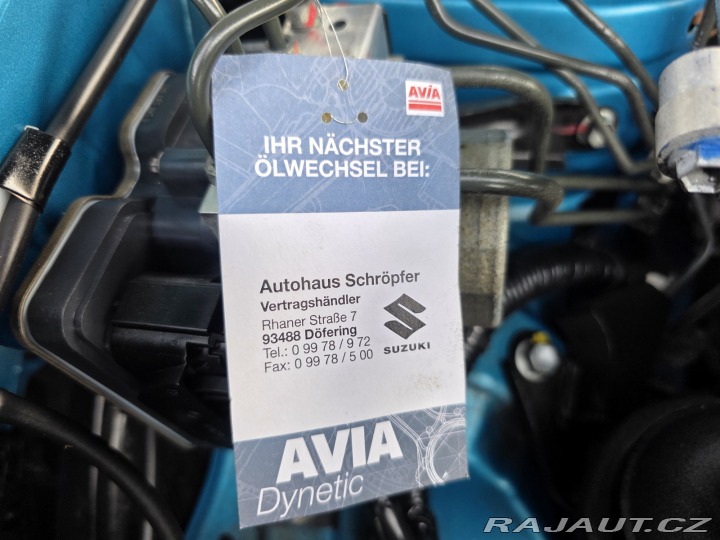 AVIA
IHR NÄCHSTER
ÖLWECHSEL BEI:
Autohaus Schröpfer
Vertragshändler
Rhaner Straße 7
93488 Döfering
Tel.: 0 99 78 / 9 72
Fax: 0 99 78 / 5 00
SUZUKI
AVIA
Dynetic
RAJAUT.CZ